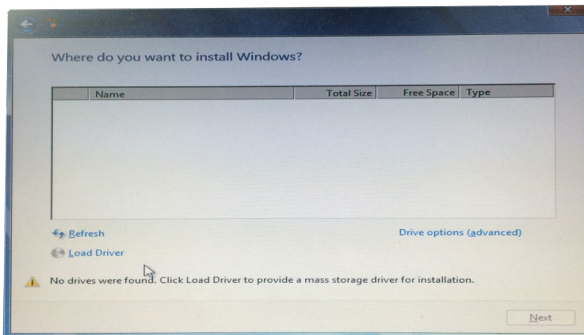 Where do you want to install Windows?
Name Total Size Free Space Type
Refresh Drive options (advanced)
Load Driver
No drives were found. Click Load Driver to provide a mass storage driver for installation.
Next